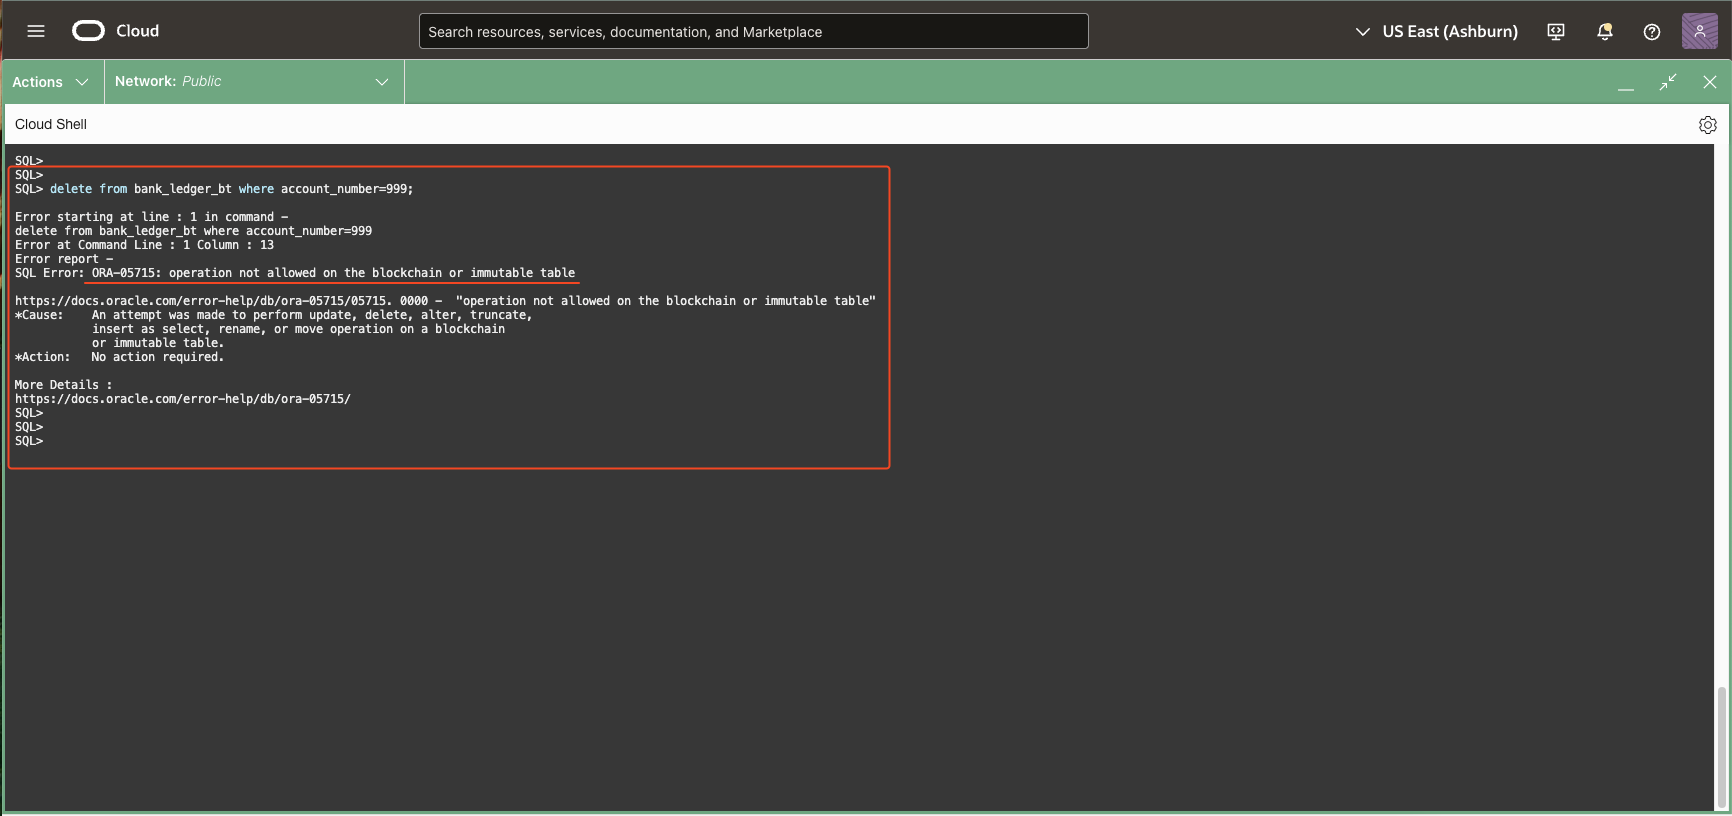 Cloud
Search resources, services, documentation, and Marketplace
US East (Ashburn)
Actions
Network: Public
Cloud Shell
SQL>
SQL>
SQL> delete from bank_ledger_bt where account_number=999;
Error starting at line : 1 in command -
delete from bank_ledger_bt where account_number=999
Error at Command Line : 1 Column : 13
Error report -
SQL Error: ORA-05715: operation not allowed on the blockchain or immutable table
https://docs.oracle.com/error-help/db/ora-05715/05715. 0000 -  "operation not allowed on the blockchain or immutable table"
*Cause:    An attempt was made to perform update, delete, alter, truncate,
insert as select, rename, or move operation on a blockchain
or immutable table.
*Action:   No action required.
More Details :
https://docs.oracle.com/error-help/db/ora-05715/
SQL>
SQL>
SQL>